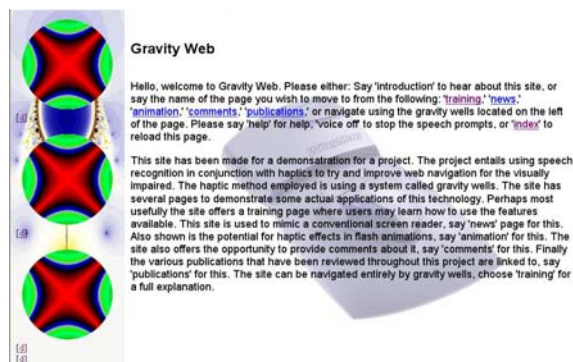 Gravity Web
Hello, welcome to Gravity Web. Please either: Say 'introduction' to hear about this site, or
say the name of the page you wish to move to from the following: 'training,' 'news,'
'animation,' 'comments,' 'publications,' or navigate using the gravity wells located on the left
of the page. Please say 'help' for help, 'voice off' to stop the speech prompts, or 'index' to
reload this page.
This site has been made for a demonsatration for a project. The project entails using speech
recognition in conjunction with haptics to try and improve web navigation for the visually
impaired. The haptic method employed is using a system called gravity wells. The site has
several pages to demonstrate some actual applications of this technology. Perhaps most
usefully the site offers a training page where users may learn how to use the features
available. This site is used to mimic a conventional screen reader, say 'news' page for this.
Also shown is the potential for haptic effects in flash animations, say 'animation' for this. The
site also offers the opportunity to provide comments about it, say 'comments' for this. Finally
the various publications that have been reviewed throughout this project are linked to, say
'publications' for this. The site can be navigated entirely by gravity wells, choose 'training' for
a full explanation.
[d]
[d]
[d]
[d]